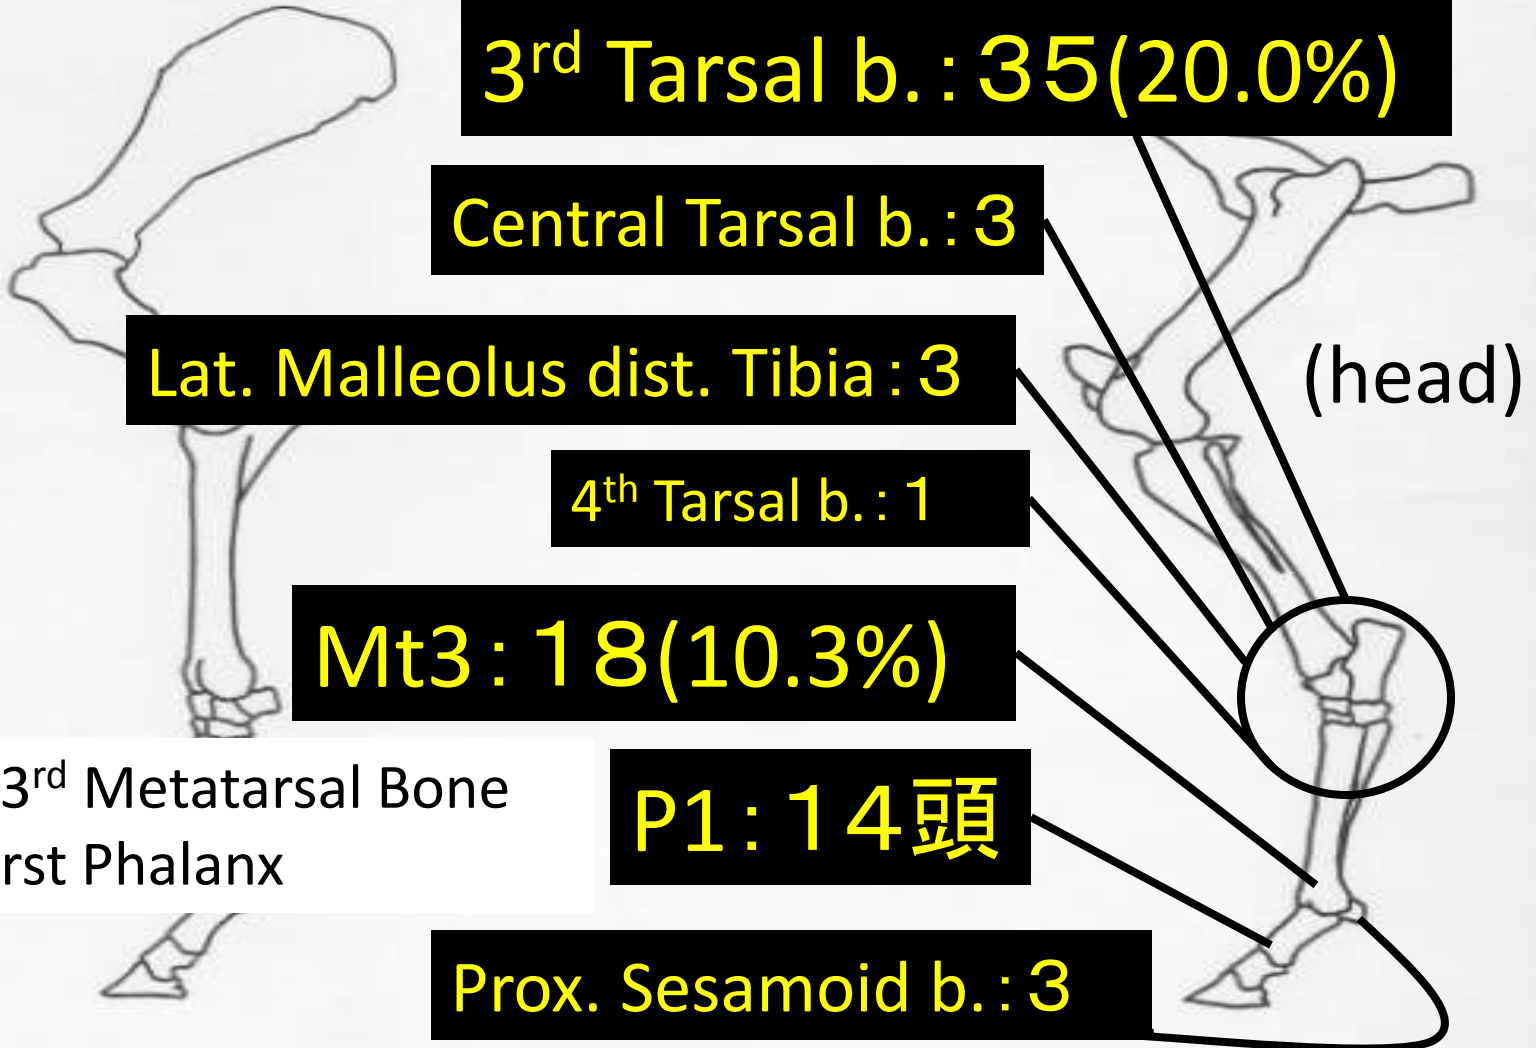 3rd Tarsal b.：３５(20.0%)
Central Tarsal b.：３
Lat. Malleolus dist. Tibia：３
(head)
4th Tarsal b.：１
Mt3：１８(10.3%)
3rd Metatarsal Bone
rst Phalanx
P1：１４頭
Prox. Sesamoid b.：３